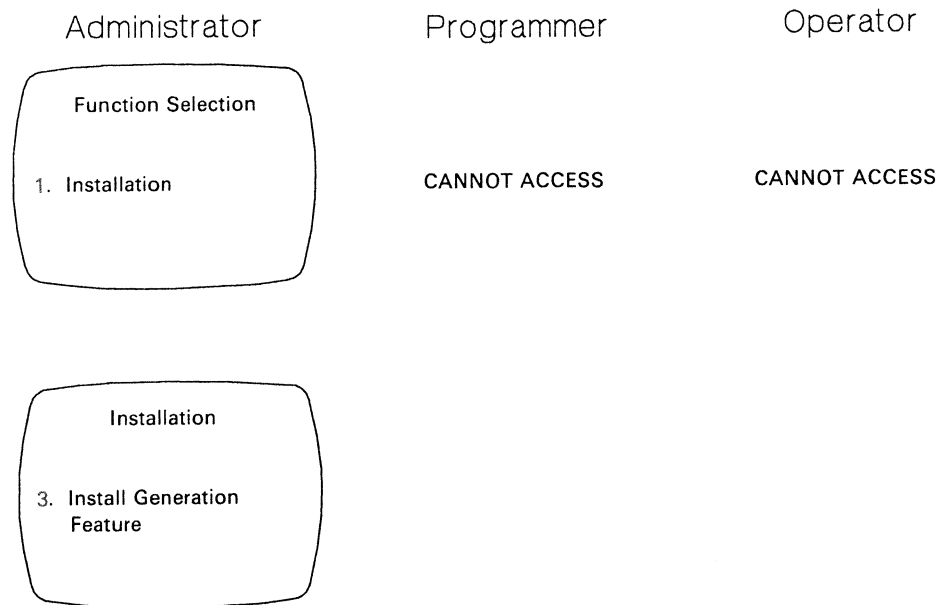 Administrator
Programmer
Operator
Function Selection
1. Installation
CANNOT ACCESS
CANNOT ACCESS
Installation
3. Install Generation
Feature